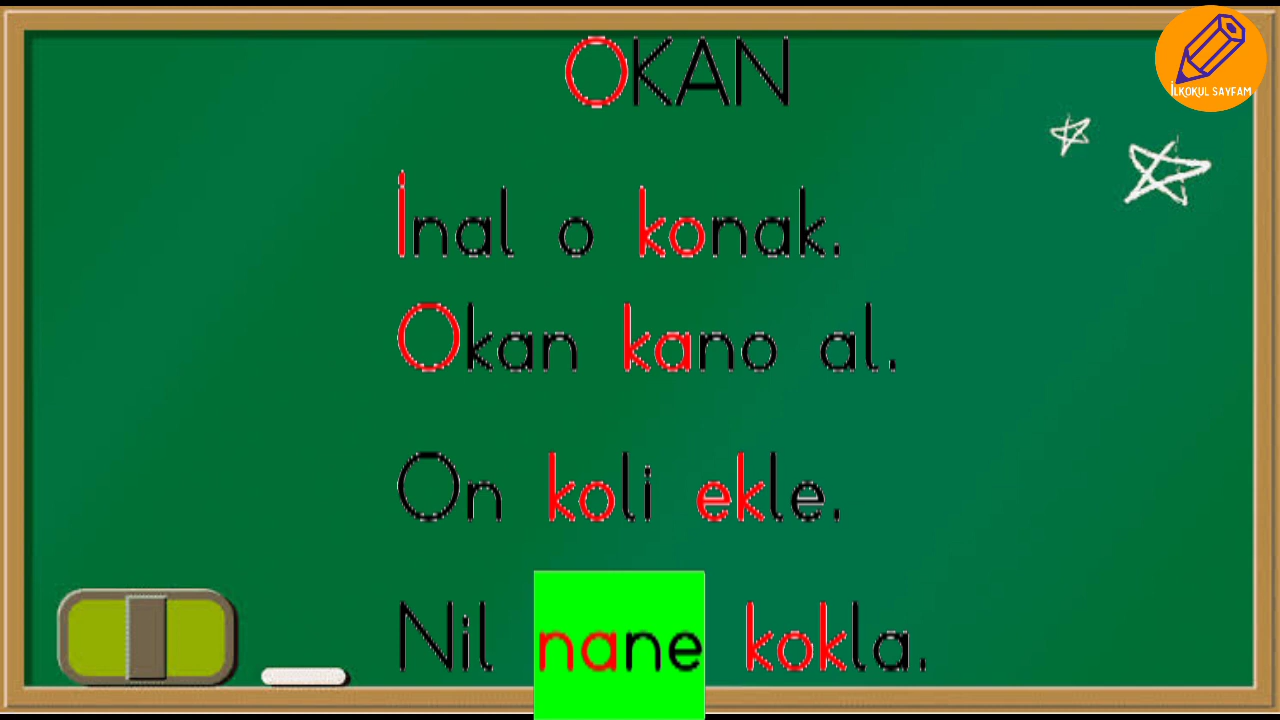 OKAN
İLKOKUL SAYFAM
İnal o konak.
Okan kano al.
On koli ekle.
Nil nane kokla.